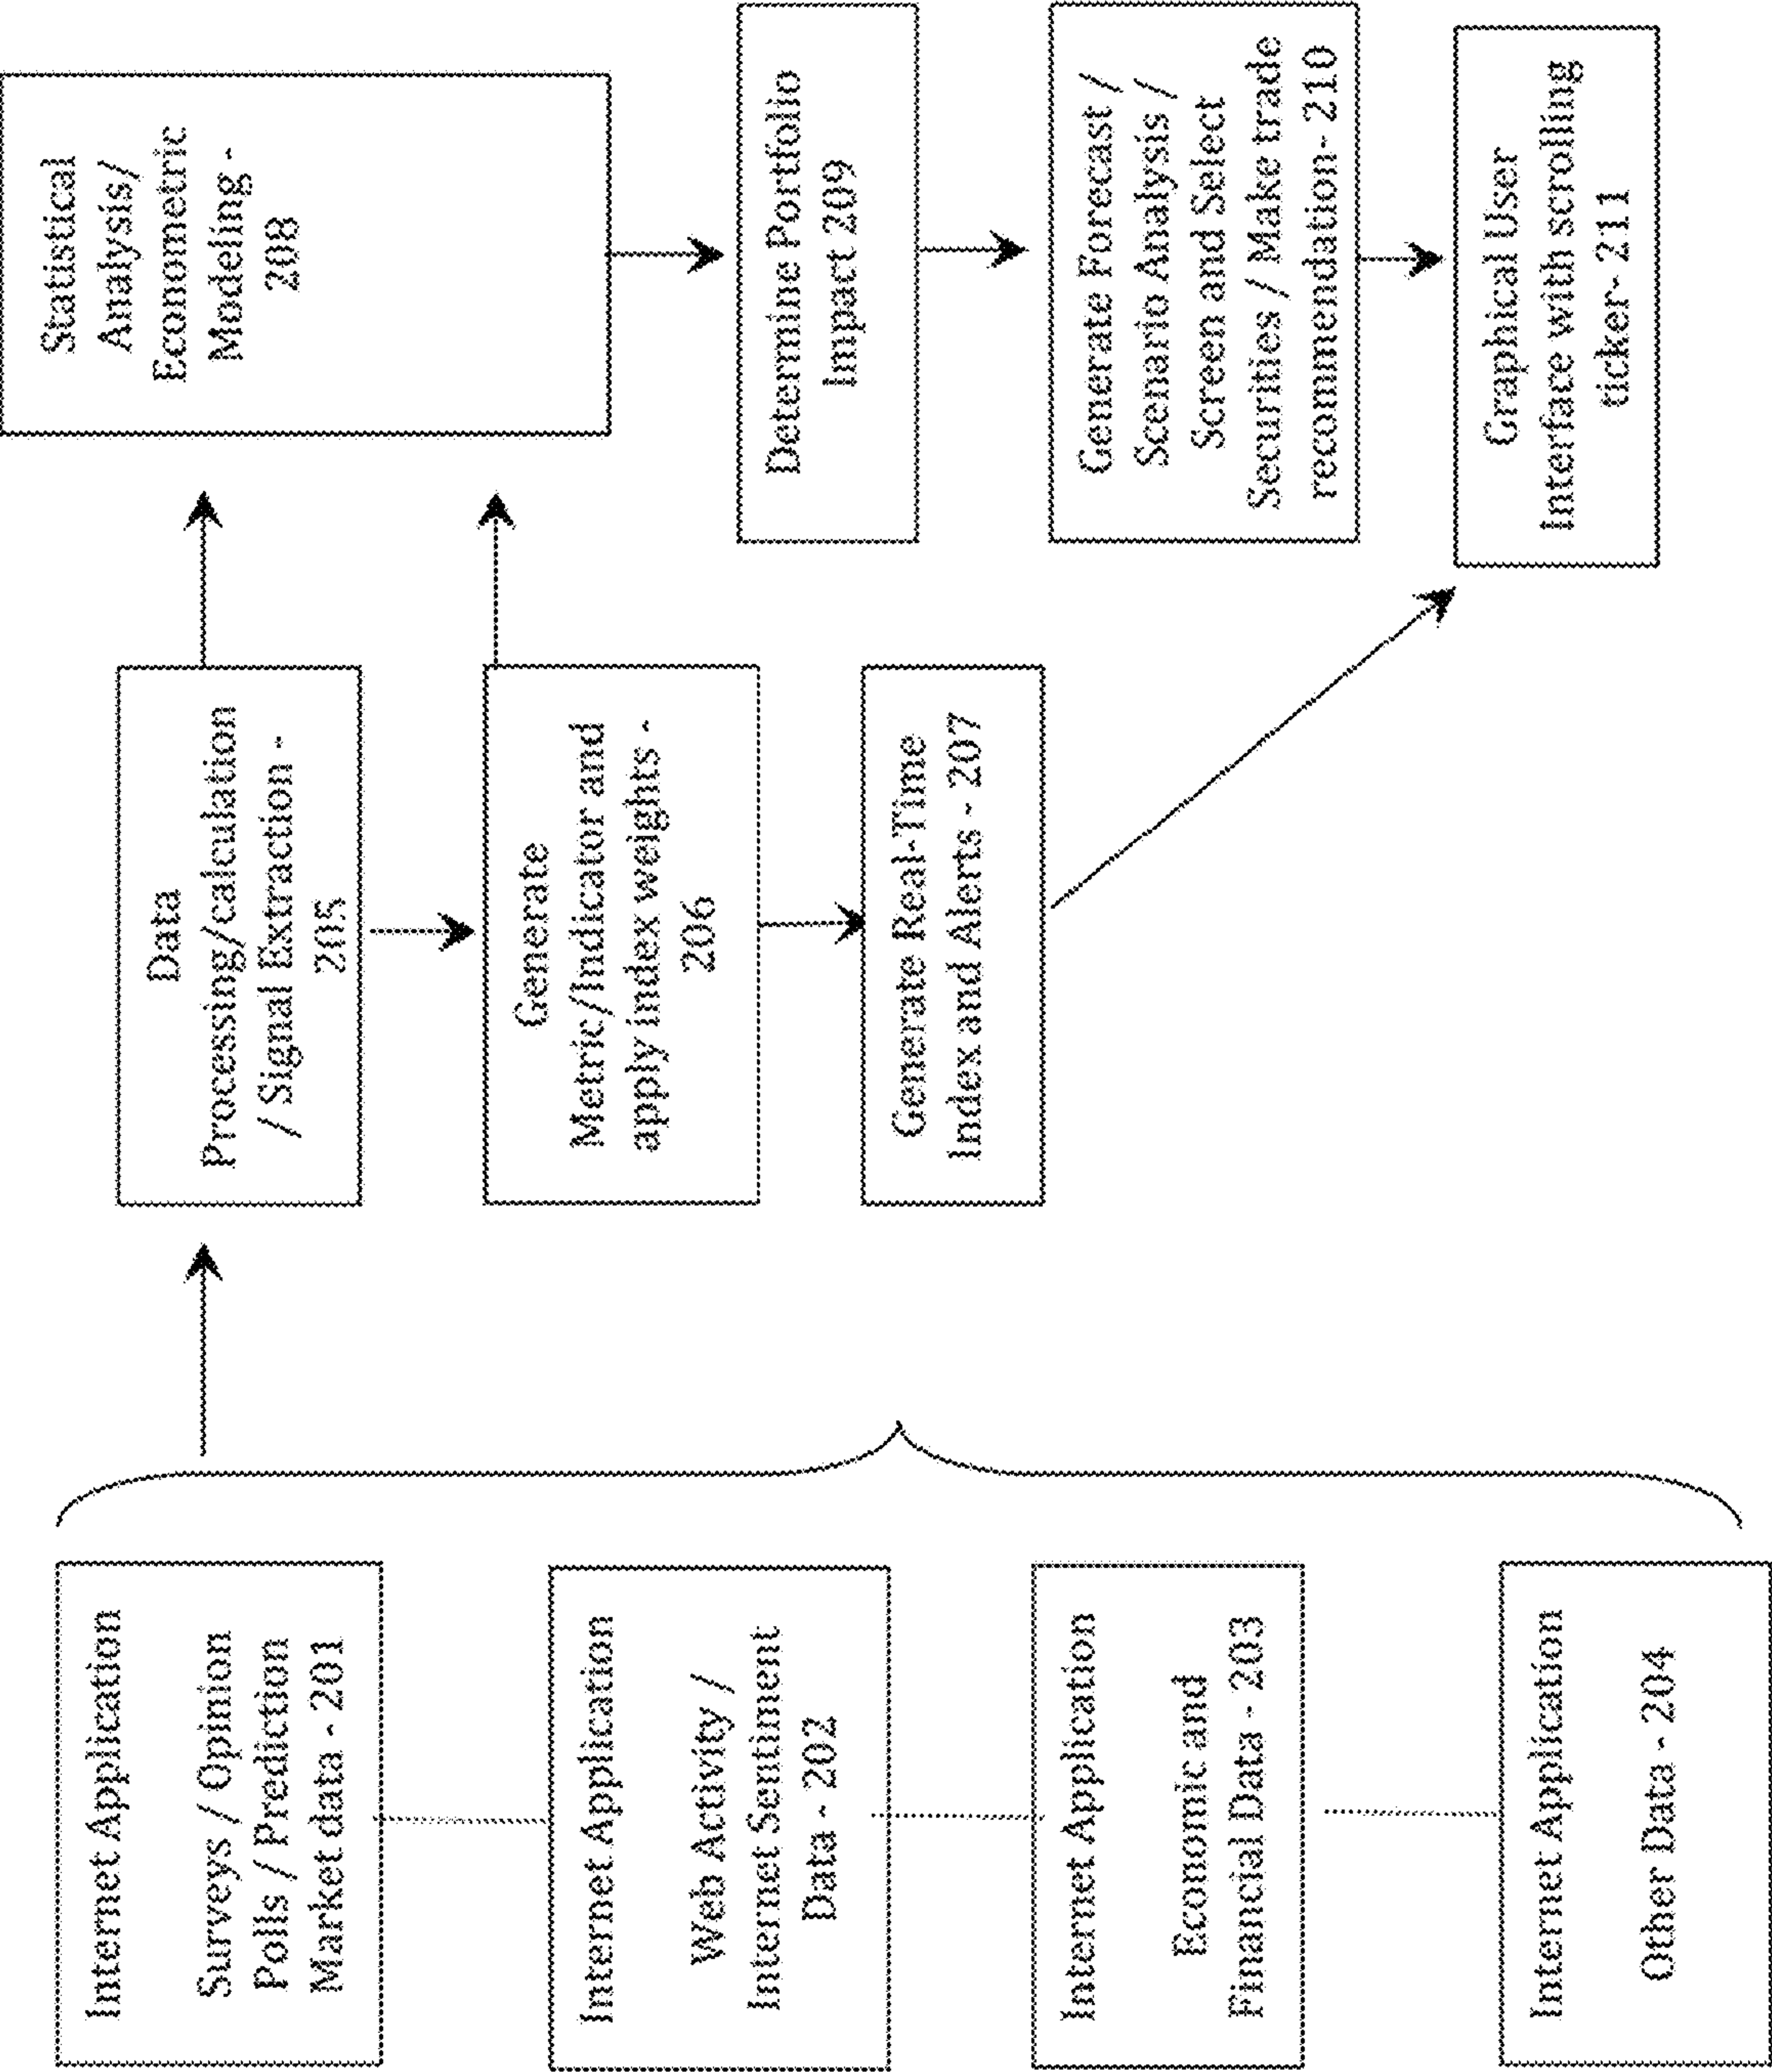 Internet Application
Surveys / Opinion
Polls / Prediction
Market data - 201
Internet Application
Web Activity /
Internet Sentiment
Data - 202
Internet Application
Economic and
Financial Data - 203
Internet Application
Other Data - 204
Data
Processing/calculation
/ Signal Extraction -
205
Generate
Metric/Indicator and
apply index weights -
206
Generate Real-Time
Index and Alerts - 207
Statistical
Analysis/
Econometric
Modeling -
208
Determine Portfolio
Impact 209
Generate Forecast /
Scenario Analysis /
Screen and Select
Securities / Make trade
recommendation- 210
Graphical User
Interface with scrolling
ticker- 211